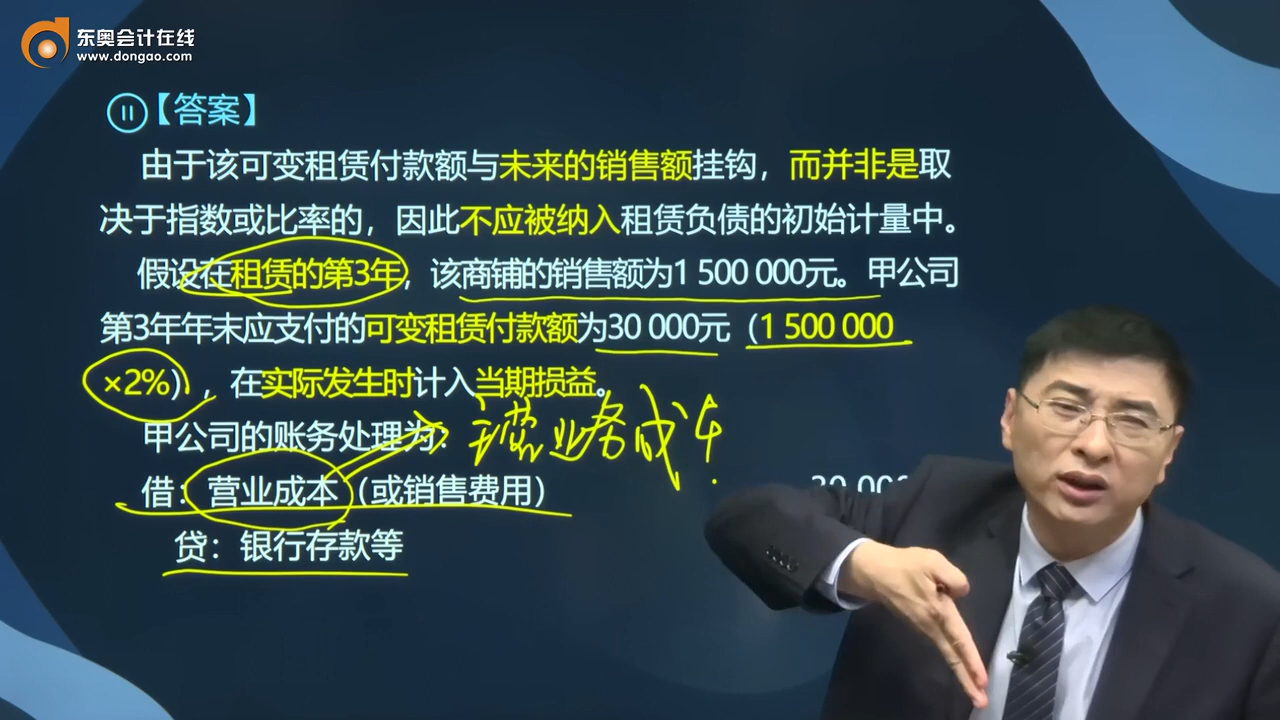 东奥会计在线
www.dongao.com
【答案】
由于该可变租赁付款额与未来的销售额挂钩，而并非是取
决于指数或比率的，因此不应被纳入租赁负债的初始计量中。
假设在租赁的第3年，该商铺的销售额为1 500 000元。甲公司
第3年年末应支付的可变租赁付款额为30 000元（1 500 000
×2%），在实际发生时计入当期损益。
甲公司的账务处理为：
主营业务成本
借：营业成本（或销售费用） 30 000
贷：银行存款等